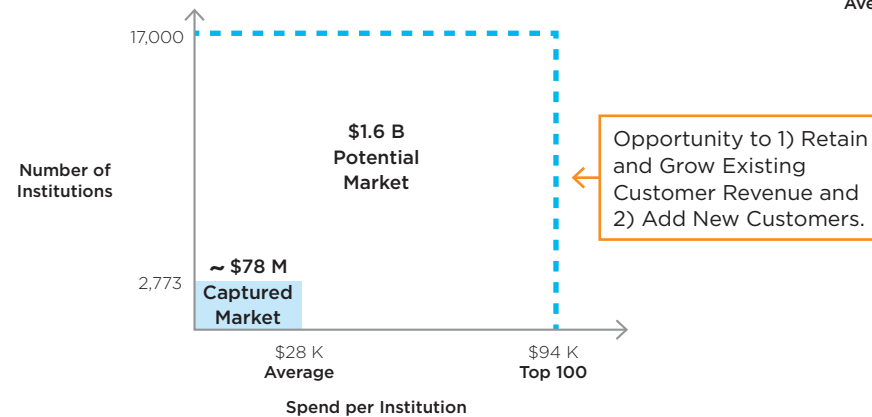 Ave
17,000
$1.6 B
Potential
Market
Number of
Institutions
Opportunity to 1) Retain
and Grow Existing
Customer Revenue and
2) Add New Customers.
~ $78 M
2,773
Captured
Market
$28 K
Average
$94 K
Top 100
Spend per Institution